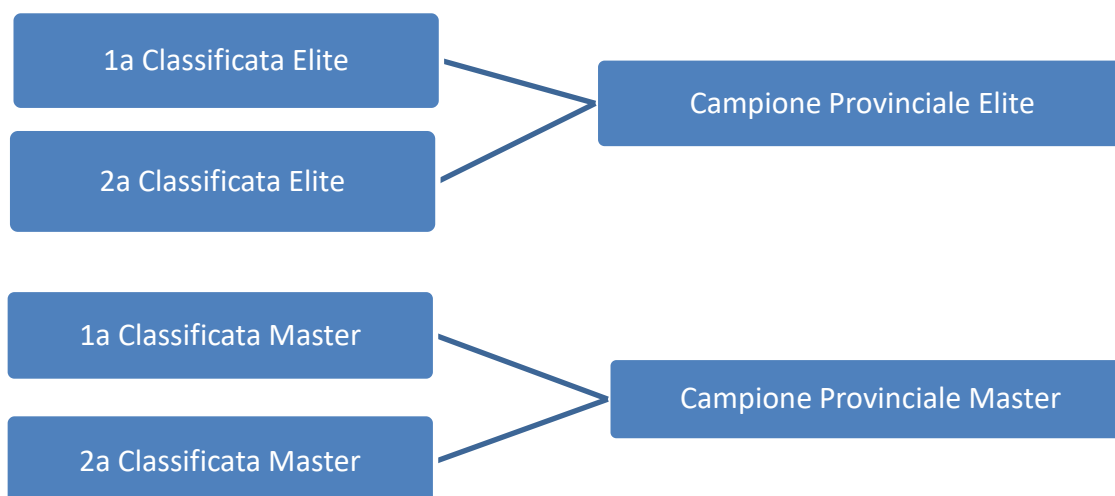 1a Classificata Elite
Campione Provinciale Elite
2a Classificata Elite
1a Classificata Master
Campione Provinciale Master
2a Classificata Master